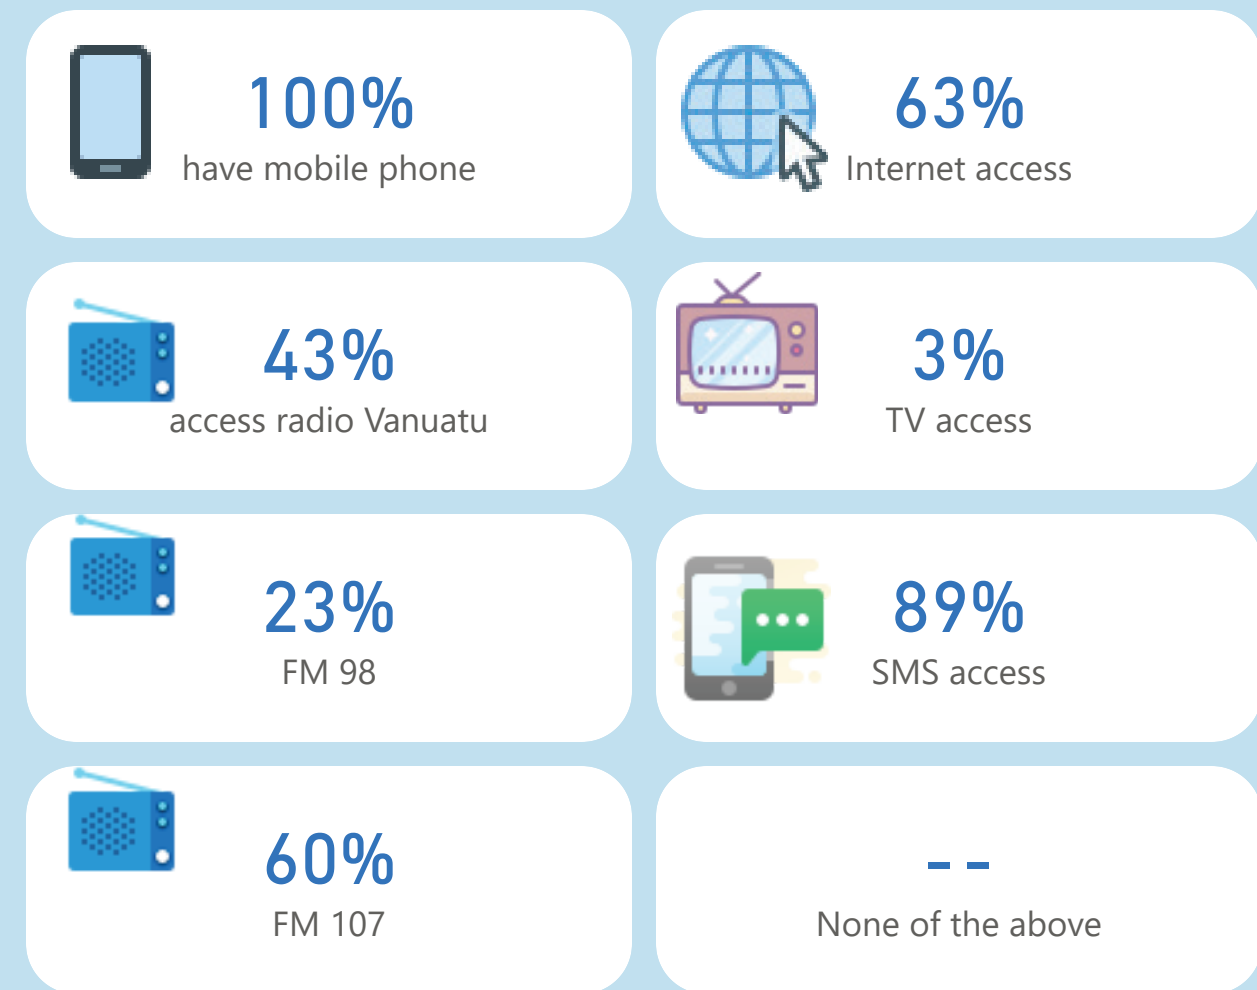 100%
have mobile phone
63%
Internet access
43%
access radio Vanuatu
3%
TV access
23%
FM 98
89%
SMS access
60%
FM 107
--
None of the above